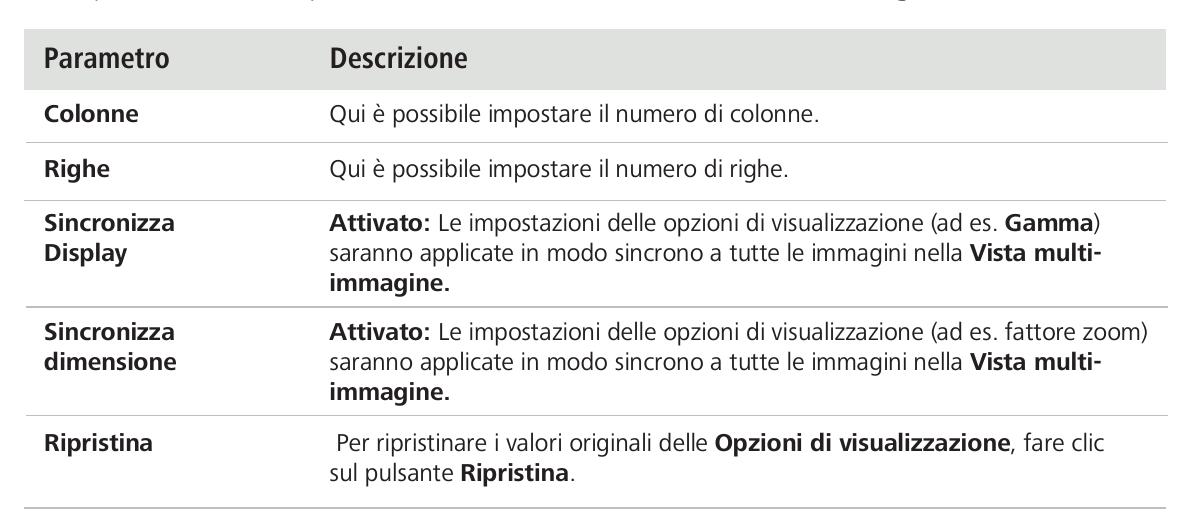 Parametro Descrizione
Colonne Qui è possibile impostare il numero di colonne.
Righe Qui è possibile impostare il numero di righe.
Sincronizza Attivato: Le impostazioni delle opzioni di visualizzazione (ad es. Gamma)
Display saranno applicate in modo sincrono a tutte le immagini nella Vista multi-
immagine.
Sincronizza Attivato: Le impostazioni delle opzioni di visualizzazione (ad es. fattore zoom)
dimensione saranno applicate in modo sincrono a tutte le immagini nella Vista multi-
immagine.
Ripristina Per ripristinare i valori originali delle Opzioni di visualizzazione, fare clic
sul pulsante Ripristina.